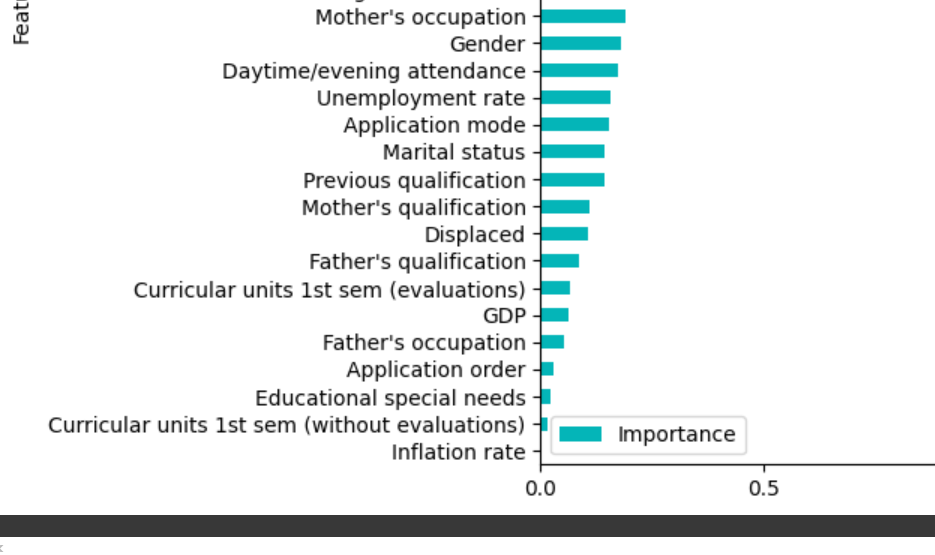 Mother's occupation
Gender
Daytime/evening attendance
Unemployment rate
Application mode
Marital status
Previous qualification
Mother's qualification
Displaced
Father's qualification
Curricular units 1st sem (evaluations)
GDP
Father's occupation
Application order
Educational special needs
Curricular units 1st sem (without evaluations)
Inflation rate
Importance
0.0 0.5